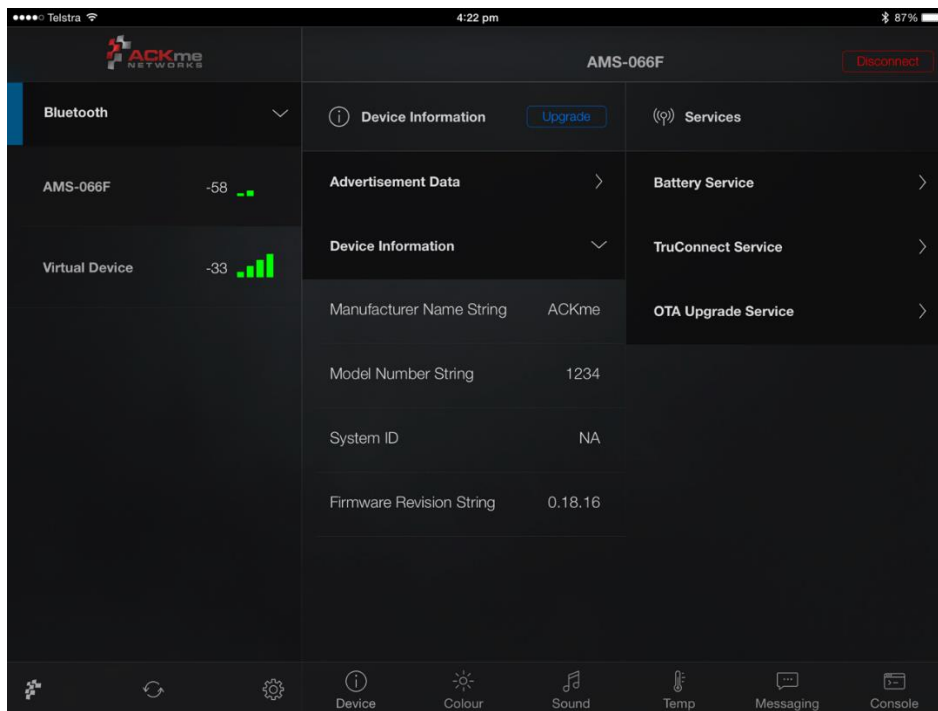 Telstra
4:22 pm
87%
ACKme
NETWORKS
AMS-066F
Disconnect
Bluetooth
Device Information
Upgrade
Services
AMS-066F
-58
Advertisement Data
Battery Service
Virtual Device
-33
Device Information
TruConnect Service
Manufacturer Name String
ACKme
OTA Upgrade Service
Model Number String
1234
System ID
NA
Firmware Revision String
0.18.16
Device
Colour
Sound
Temp
Messaging
Console